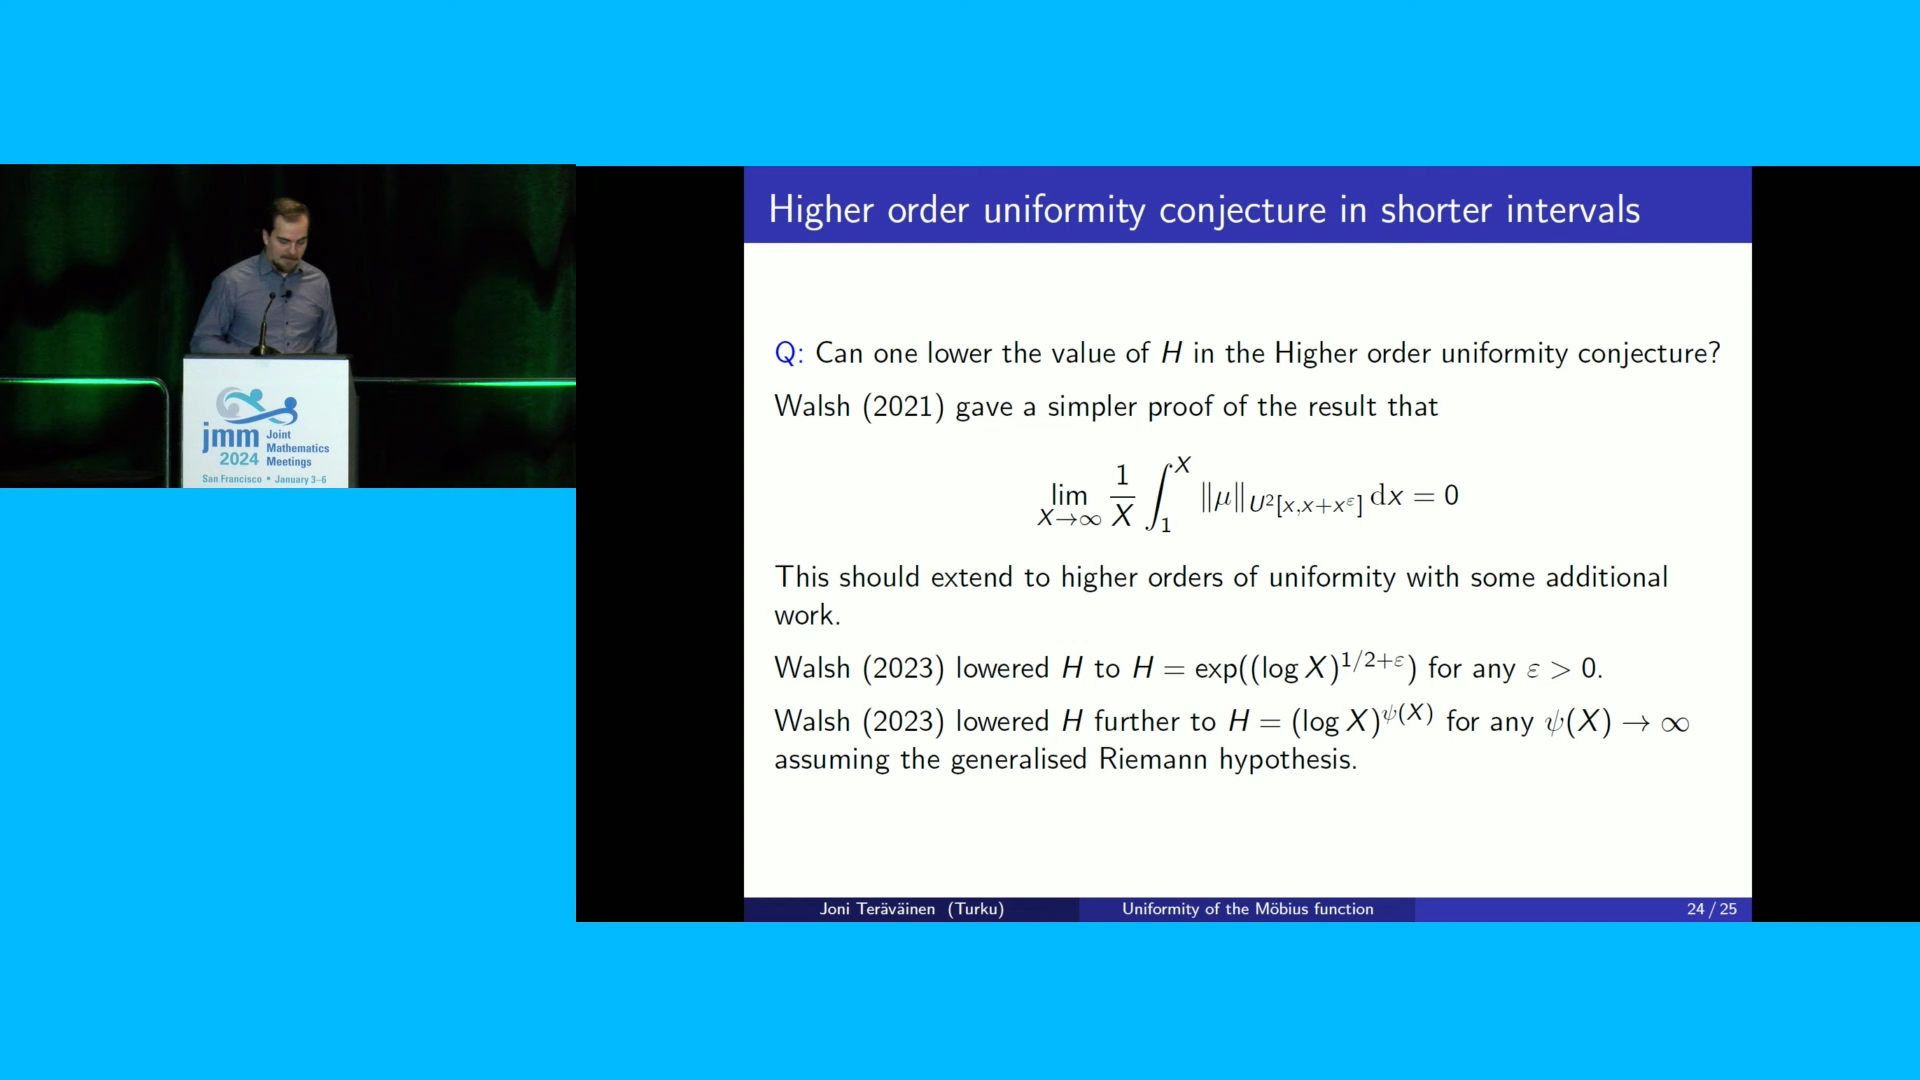 jmm Joint
Mathematics
2024 Meetings
San Francisco • January 3–6
Higher order uniformity conjecture in shorter intervals
Q: Can one lower the value of H in the Higher order uniformity conjecture?
Walsh (2021) gave a simpler proof of the result that
lim_{X→∞} 1/X ∫_1^X ‖μ‖_{U²[x,x+x^ε]} dx = 0
This should extend to higher orders of uniformity with some additional
work.
Walsh (2023) lowered H to H = exp((log X)^{1/2+ε}) for any ε > 0.
Walsh (2023) lowered H further to H = (log X)^{ψ(X)} for any ψ(X) → ∞
assuming the generalised Riemann hypothesis.
Joni Teräväinen (Turku) Uniformity of the Möbius function 24 / 25